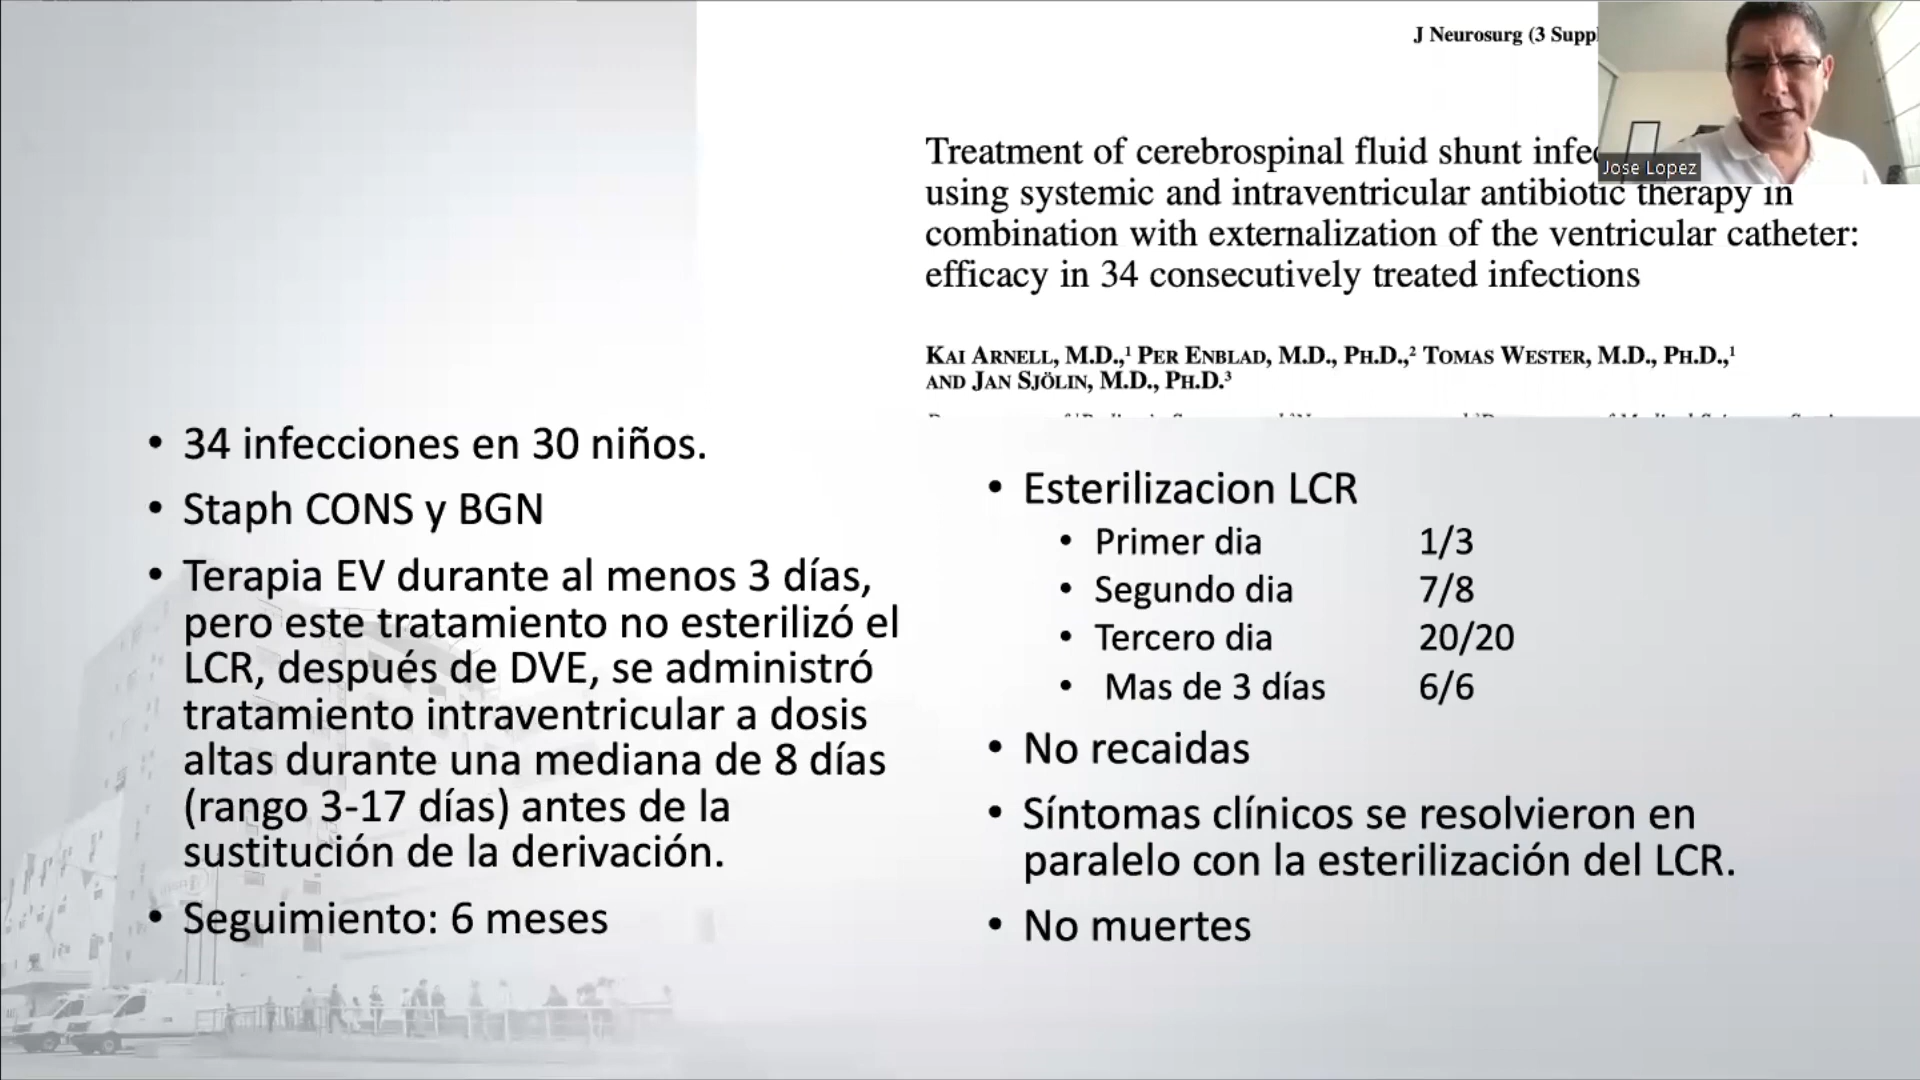 J Neurosurg (3 Suppl
Jose Lopez
Treatment of cerebrospinal fluid shunt infec
using systemic and intraventricular antibiotic therapy in
combination with externalization of the ventricular catheter:
efficacy in 34 consecutively treated infections
KAI ARNELL, M.D.,¹ PER ENBLAD, M.D., PH.D.,² TOMAS WESTER, M.D., PH.D.,¹
AND JAN SJÖLIN, M.D., PH.D.³
• 34 infecciones en 30 niños.
• Staph CONS y BGN
• Terapia EV durante al menos 3 días,
pero este tratamiento no esterilizó el
LCR, después de DVE, se administró
tratamiento intraventricular a dosis
altas durante una mediana de 8 días
(rango 3-17 días) antes de la
sustitución de la derivación.
• Seguimiento: 6 meses
• Esterilizacion LCR
• Primer dia 1/3
• Segundo dia 7/8
• Tercero dia 20/20
• Mas de 3 días 6/6
• No recaidas
• Síntomas clínicos se resolvieron en
paralelo con la esterilización del LCR.
• No muertes